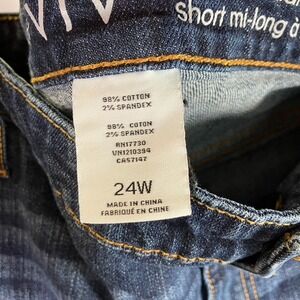 short mi-long
98% COTTON
2% SPANDEX
98% COTON
2% SPANDEX
RN17730
VN1210394
CA57147
24W
MADE IN CHINA
FABRIQUÉ EN CHINE